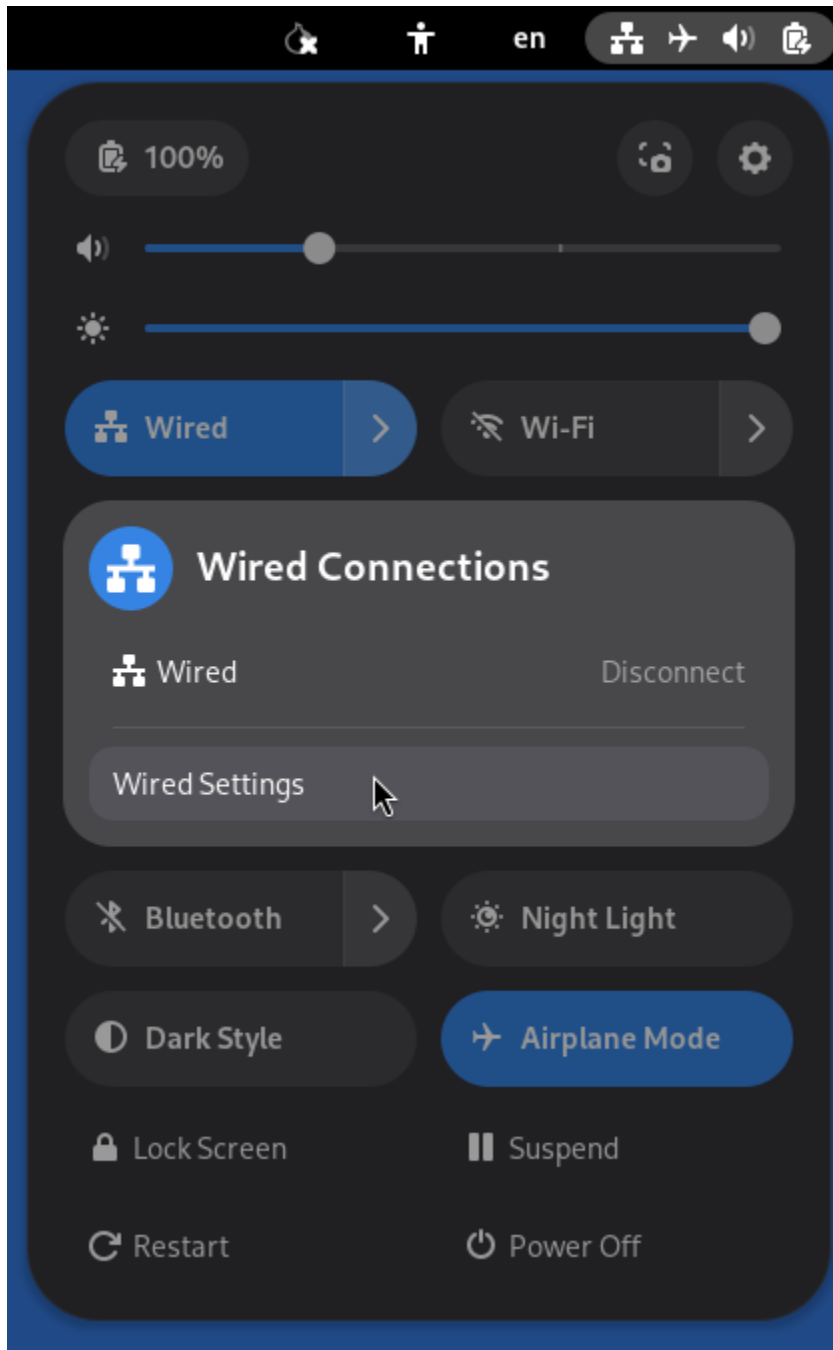 en
100%
Wired
Wi-Fi
Wired Connections
Wired Disconnect
Wired Settings
Bluetooth
Night Light
Dark Style
Airplane Mode
Lock Screen
Suspend
Restart
Power Off